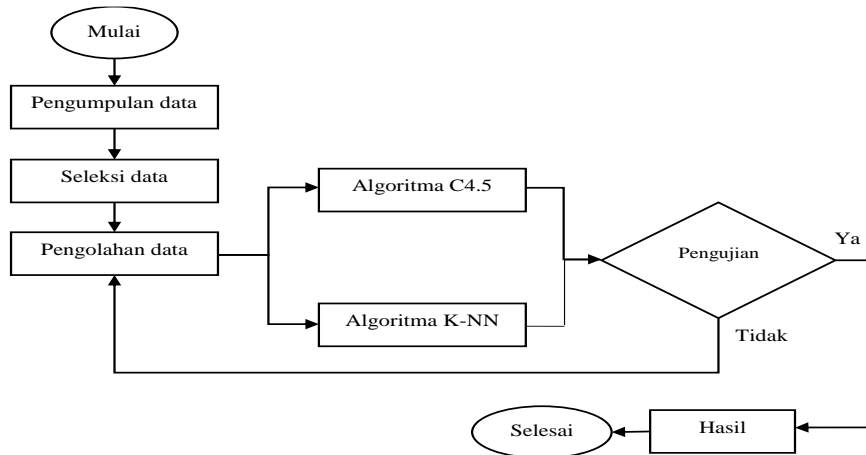 Mulai
Pengumpulan data
Seleksi data
Pengolahan data
Algoritma C4.5
Algoritma K-NN
Pengujian
Ya
Tidak
Hasil
Selesai